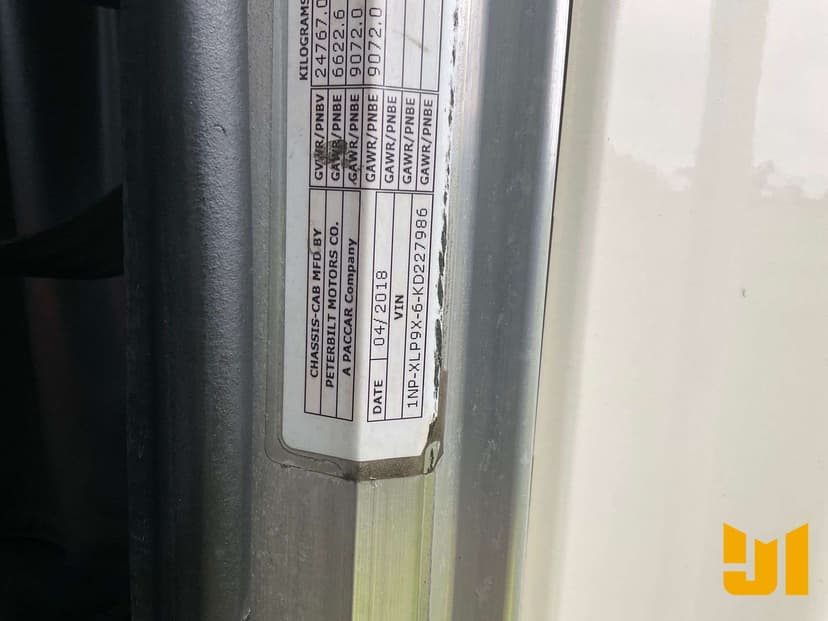 KILOGRAMS
GVWR/PNBV 24767.0
GAWR/PNBE 6622.6
GAWR/PNBE 9072.0
GAWR/PNBE 9072.0
GAWR/PNBE
GAWR/PNBE
GAWR/PNBE
CHASSIS-CAB MFD BY
PETERBILT MOTORS CO.
A PACCAR Company
DATE 04/2018
VIN
1NP-XLP9X-6-KD227986